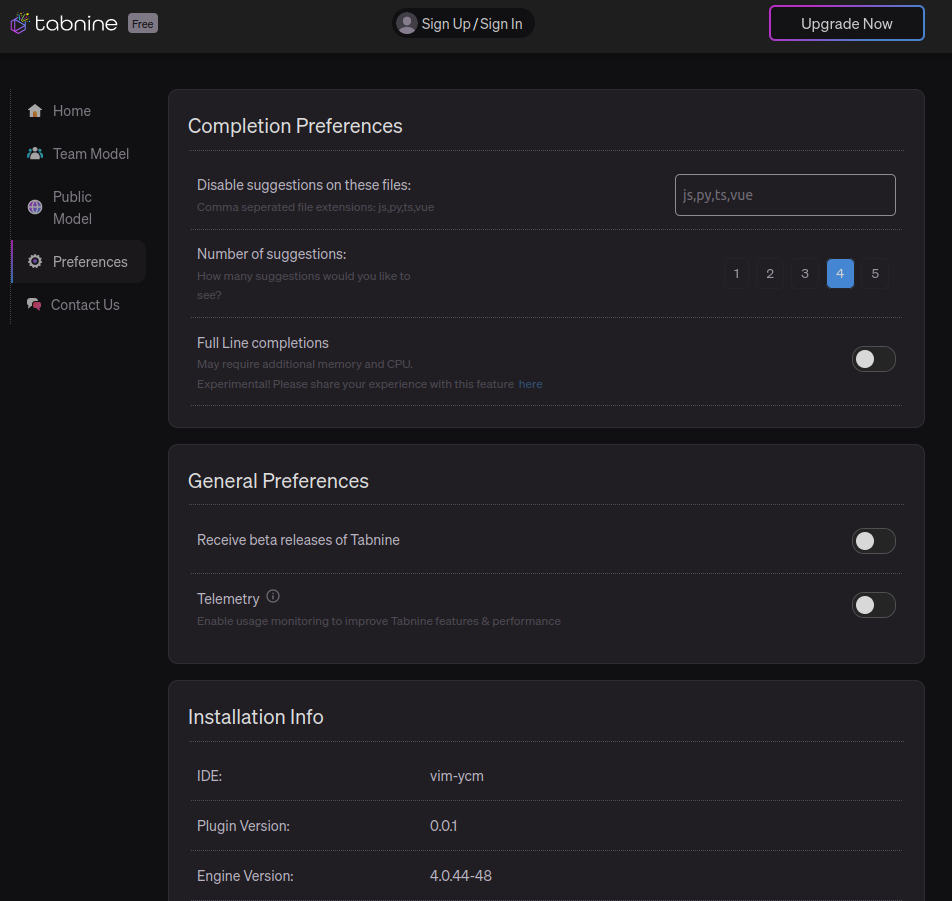 tabnine Free
Sign Up / Sign In
Upgrade Now
Home
Team Model
Public
Model
Preferences
Contact Us
Completion Preferences
Disable suggestions on these files:
Comma seperated file extensions: js,py,ts,vue
js,py,ts,vue
Number of suggestions:
How many suggestions would you like to
see?
1 2 3 4 5
Full Line completions
May require additional memory and CPU.
Experimental! Please share your experience with this feature here
General Preferences
Receive beta releases of Tabnine
Telemetry
Enable usage monitoring to improve Tabnine features & performance
Installation Info
IDE: vim-ycm
Plugin Version: 0.0.1
Engine Version: 4.0.44-48